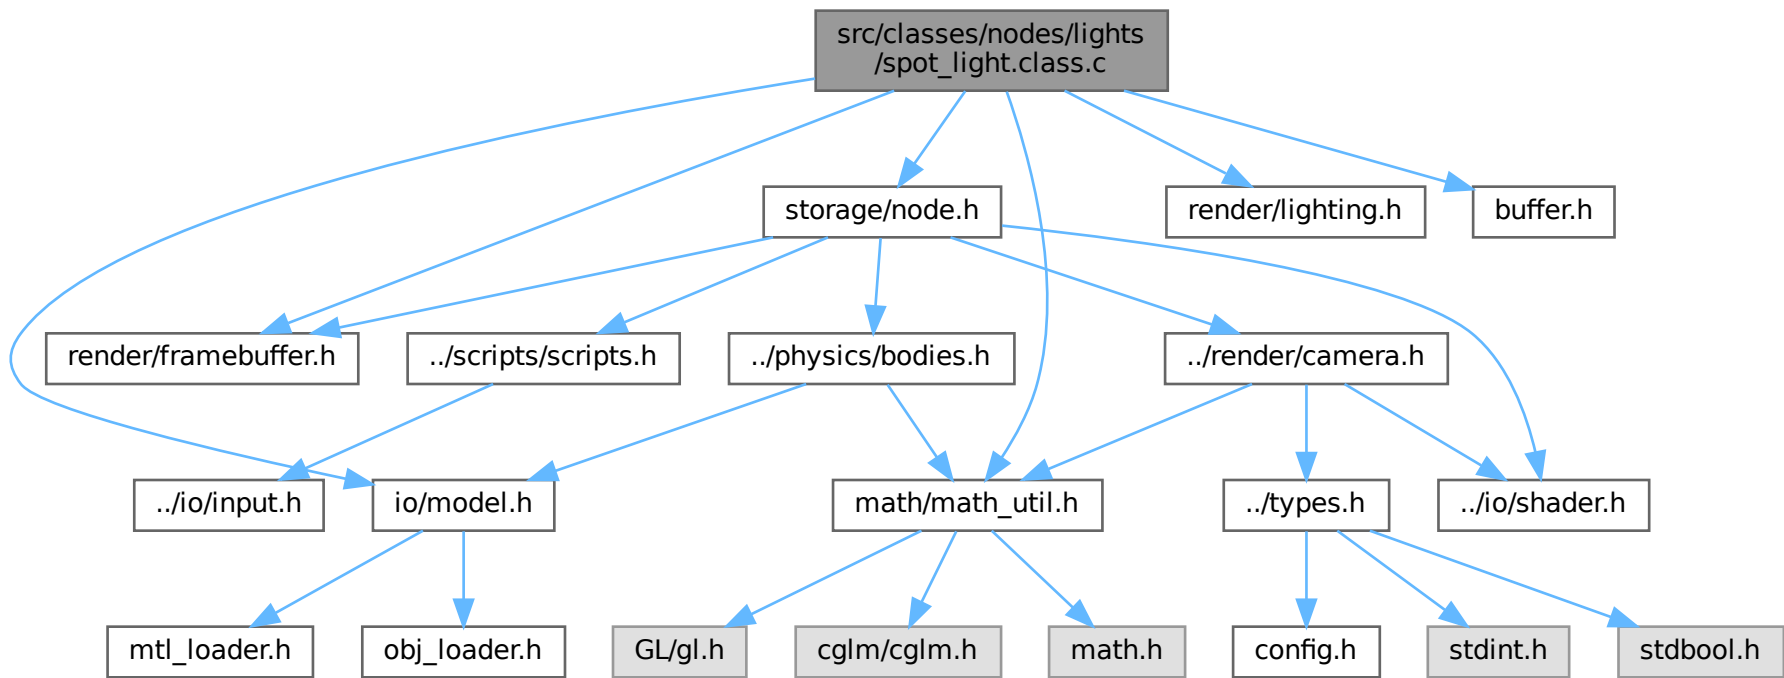 src/classes/nodes/lights
/spot_light.class.c
storage/node.h
render/lighting.h
buffer.h
render/framebuffer.h
../scripts/scripts.h
../physics/bodies.h
../render/camera.h
../io/input.h
io/model.h
math/math_util.h
../types.h
../io/shader.h
mtl_loader.h
obj_loader.h
GL/gl.h
cglm/cglm.h
math.h
config.h
stdint.h
stdbool.h